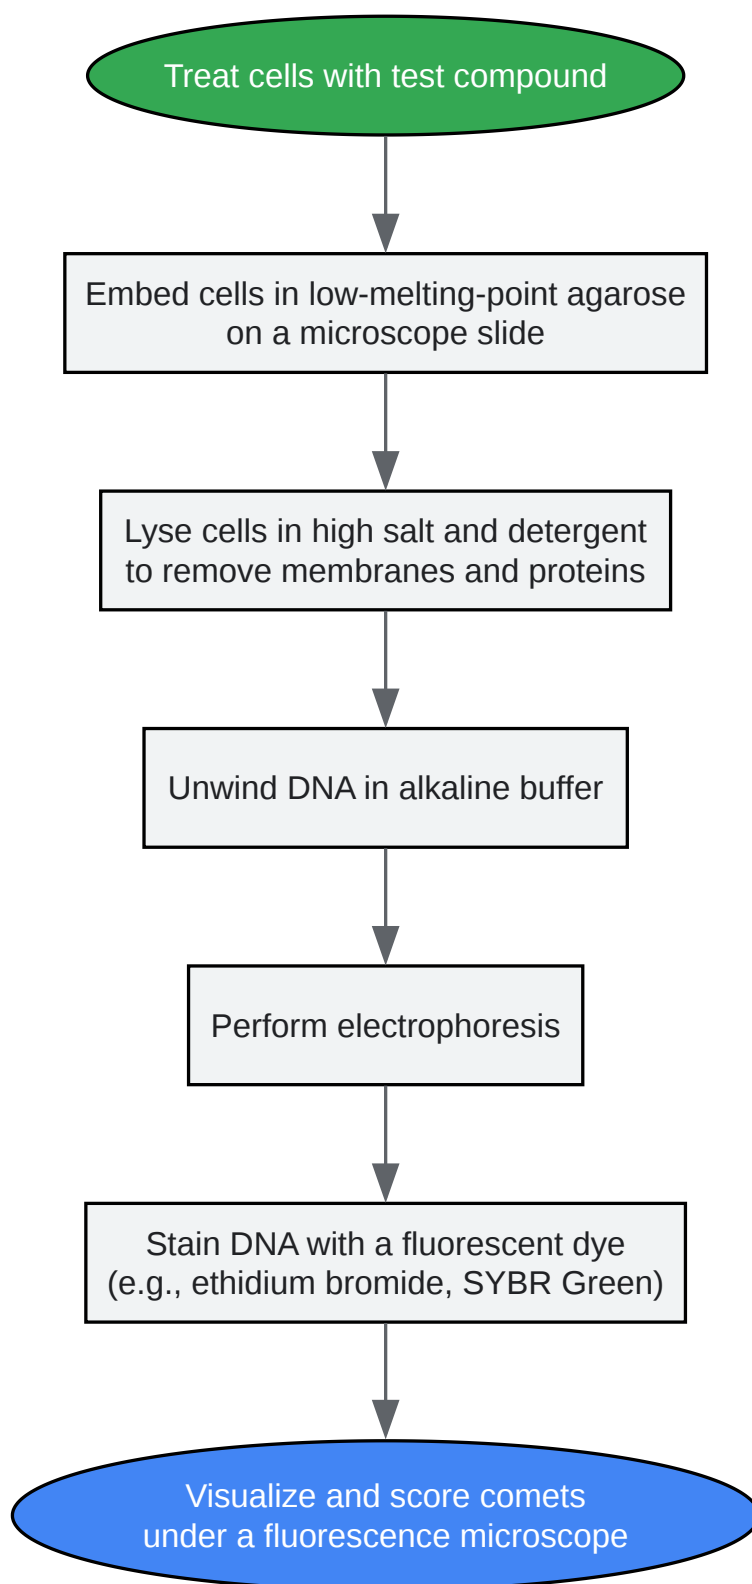 Treat cells with test compound
Embed cells in low-melting-point agarose
on a microscope slide
Lyse cells in high salt and detergent
to remove membranes and proteins
Unwind DNA in alkaline buffer
Perform electrophoresis
Stain DNA with a fluorescent dye
(e.g., ethidium bromide, SYBR Green)
Visualize and score comets
under a fluorescence microscope